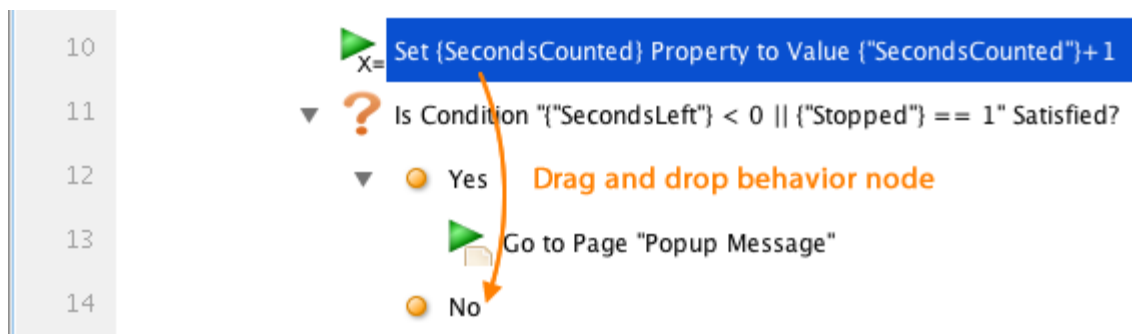 10 X= Set {SecondsCounted} Property to Value {"SecondsCounted"}+1
11 ? Is Condition "{"SecondsLeft"} < 0 || {"Stopped"} == 1" Satisfied?
12 Yes Drag and drop behavior node
13 Go to Page "Popup Message"
14 No